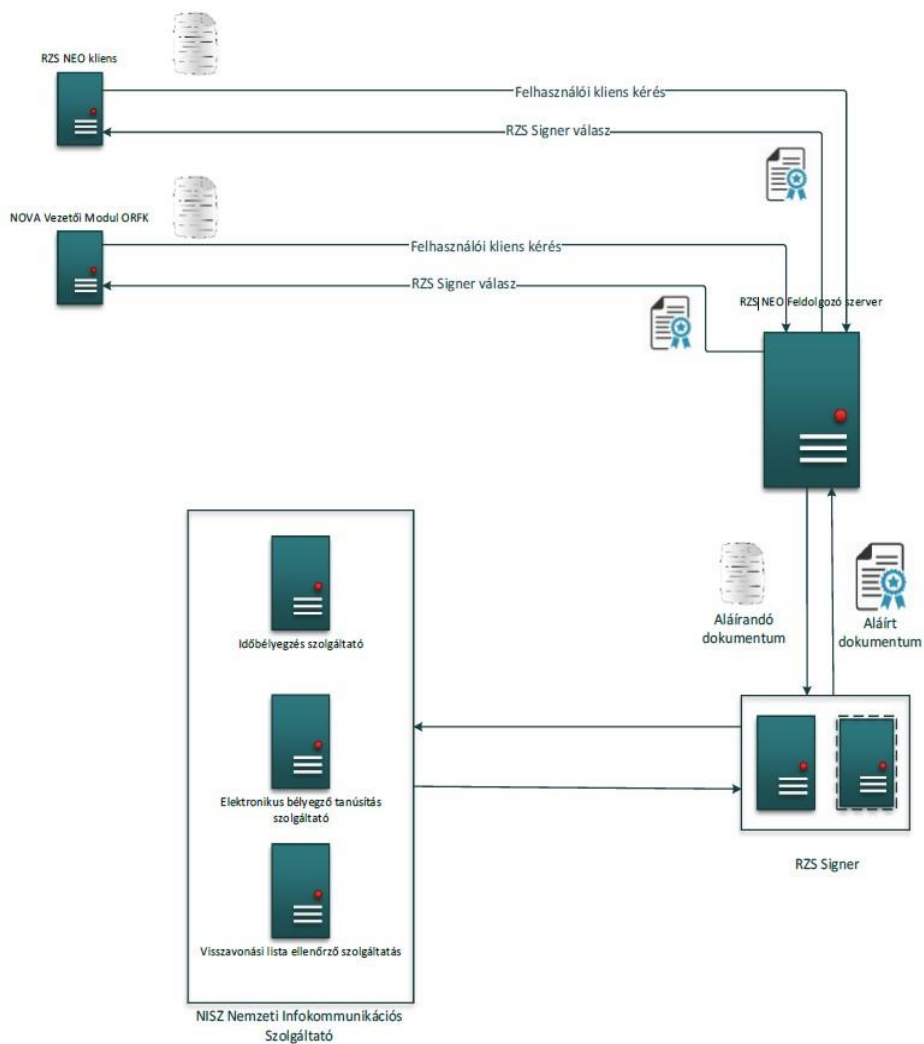 RZS NEO kliens
Felhasználói kliens kérés
RZS Signer válasz
NOVA Vezetői Modul ORFK
Felhasználói kliens kérés
RZS Signer válasz
RZS NEO Feldolgozó szerver
Időbélyegzés szolgáltató
Aláírandó
dokumentum
Aláírt
dokumentum
Elektronikus bélyegző tanúsítás
szolgáltató
Visszavonási lista ellenőrző szolgáltatás
RZS Signer
NISZ Nemzeti Infokommunikációs
Szolgáltató